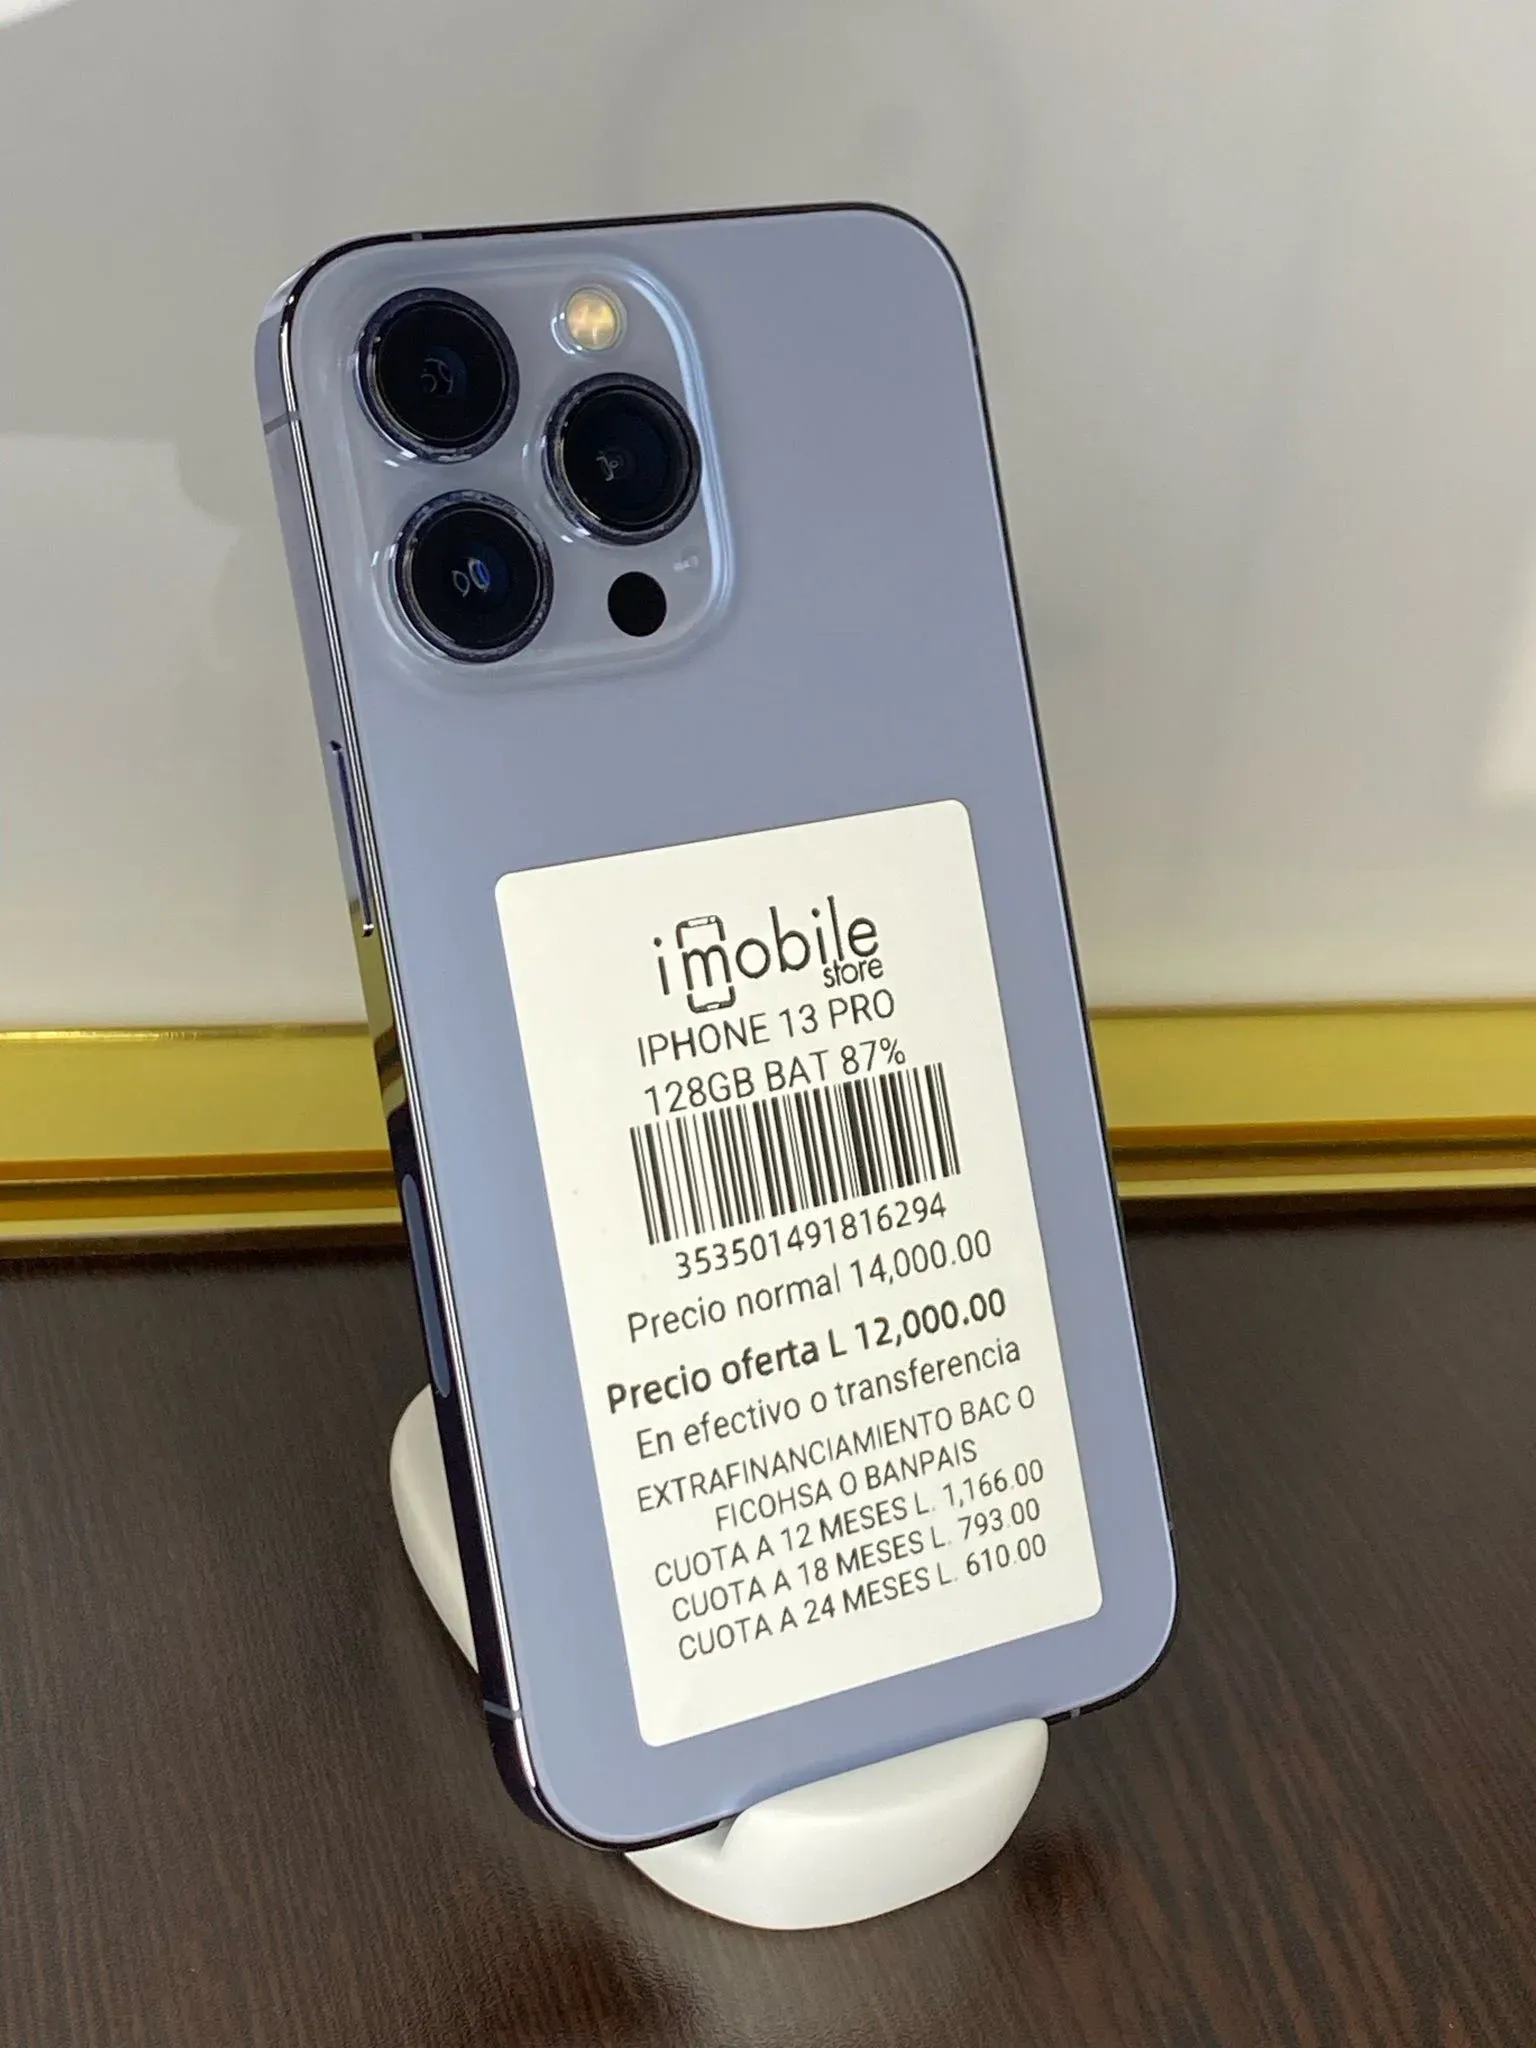 imobile
store
IPHONE 13 PRO
128GB BAT 87%
353501491816294
Precio normal 14,000.00
Precio oferta L 12,000.00
En efectivo o transferencia
EXTRAFINANCIAMIENTO BAC O
FICOHSA O BANPAIS
CUOTA A 12 MESES L. 1,166.00
CUOTA A 18 MESES L. 793.00
CUOTA A 24 MESES L. 610.00